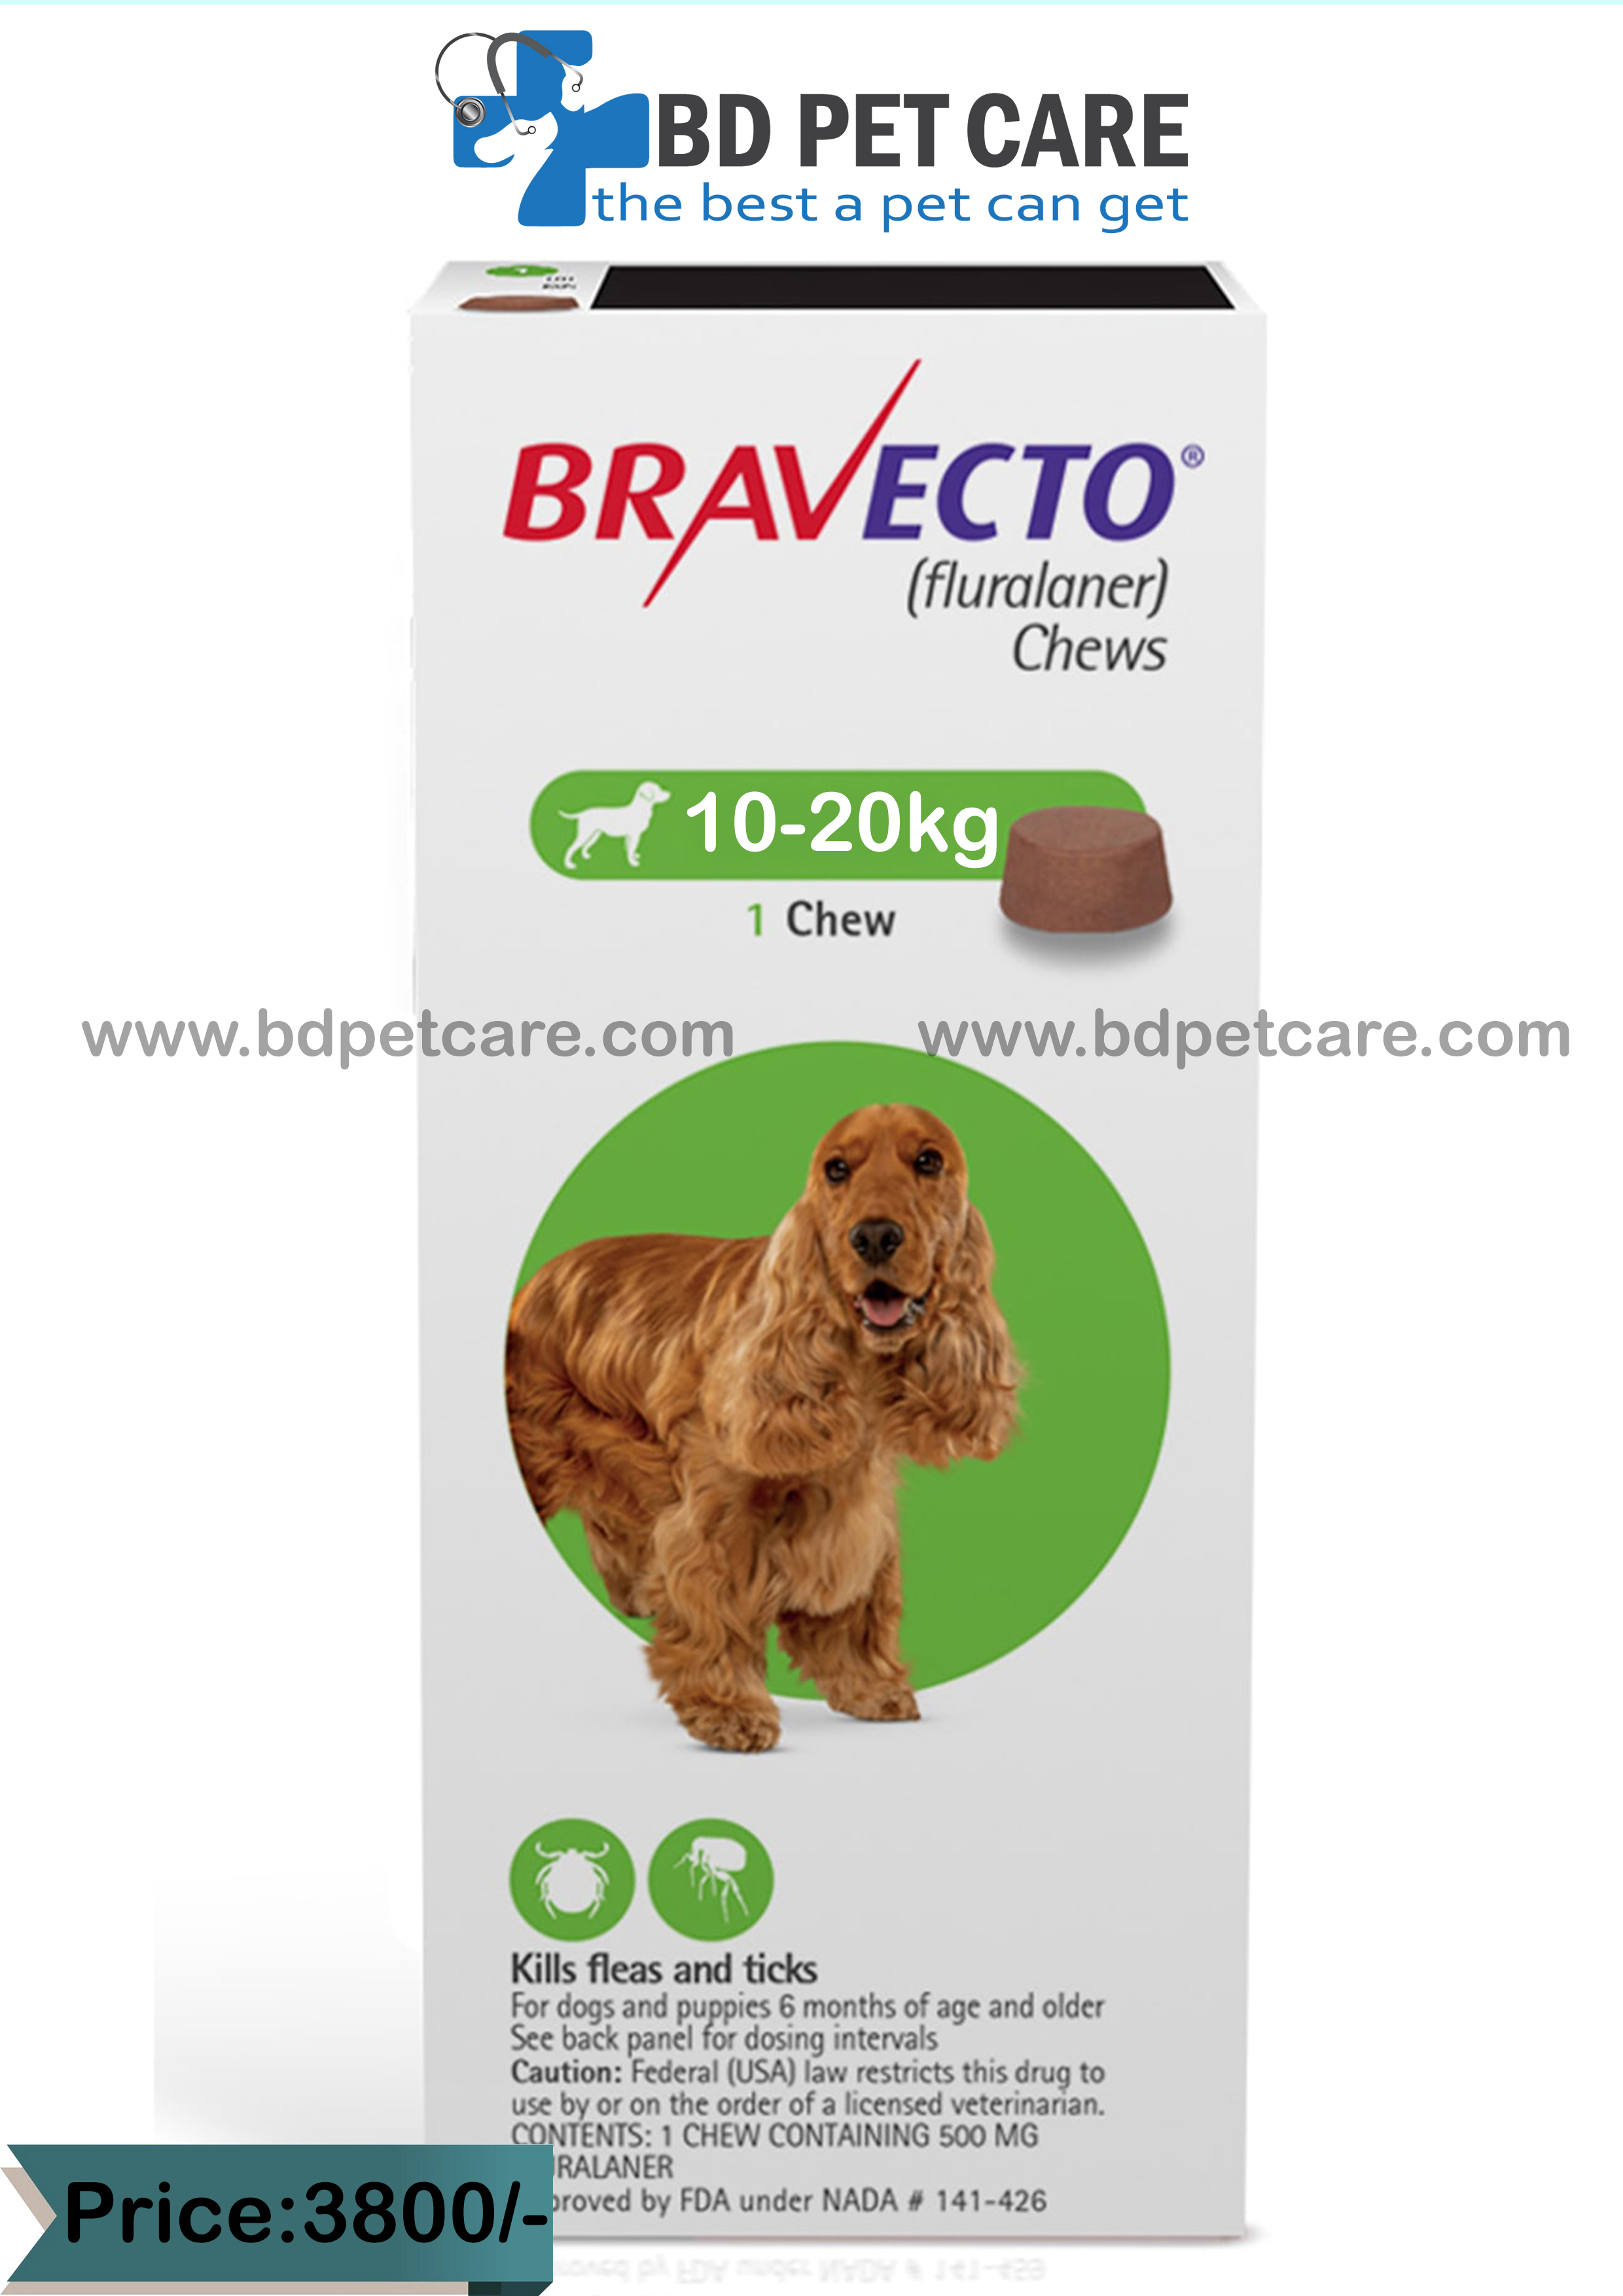 BD PET CARE
the best a pet can get
BRAVECTO®
(fluralaner)
Chews
10-20kg
1 Chew
www.bdpetcare.com www.bdpetcare.com
Kills fleas and ticks
For dogs and puppies 6 months of age and older
See back panel for dosing intervals
Caution: Federal (USA) law restricts this drug to
use by or on the order of a licensed veterinarian.
CONTENTS: 1 CHEW CONTAINING 500 MG
URALANER
proved by FDA under NADA # 141-426
Price:3800/-